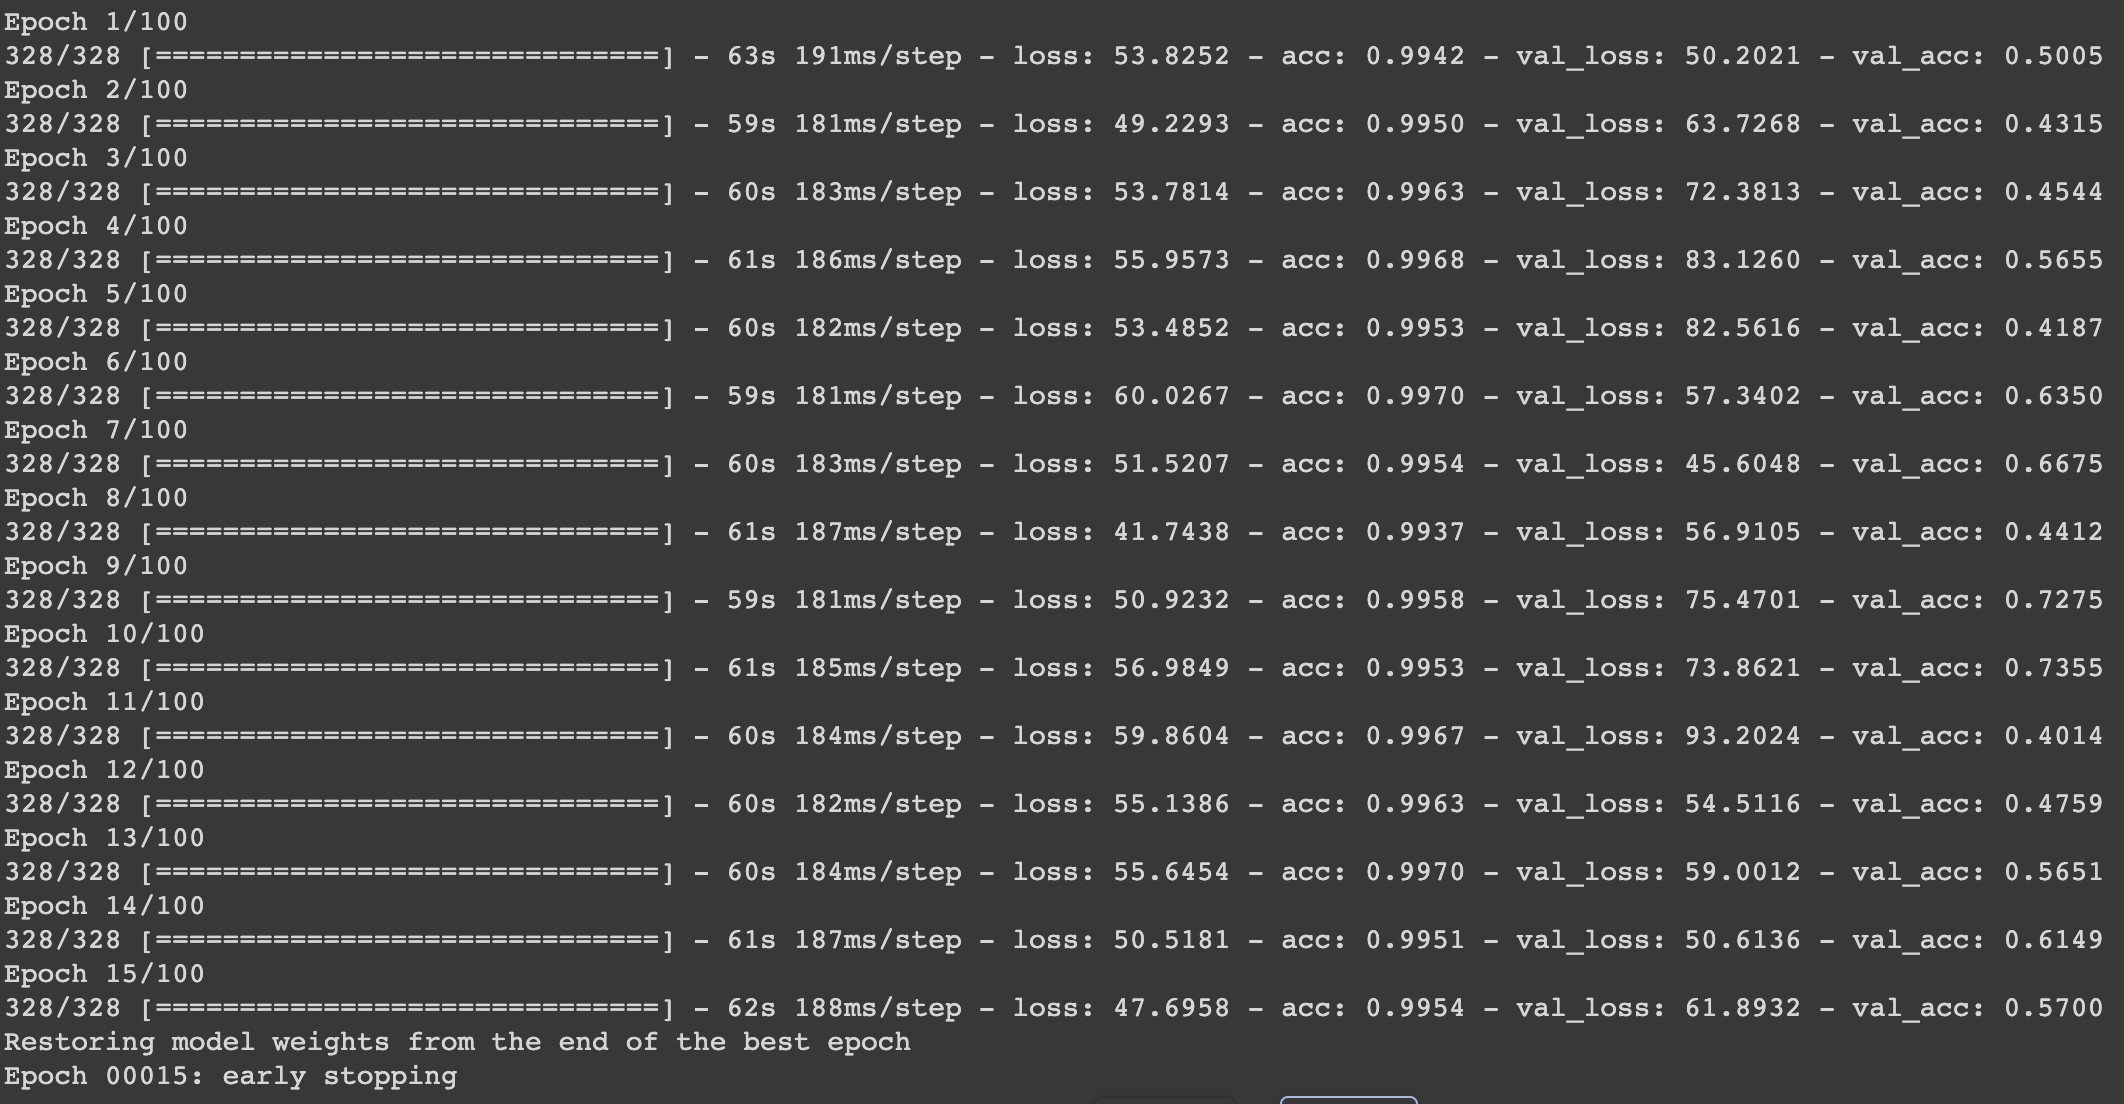 Epoch 1/100
328/328 [==============================] - 63s 191ms/step - loss: 53.8252 - acc: 0.9942 - val_loss: 50.2021 - val_acc: 0.5005
Epoch 2/100
328/328 [==============================] - 59s 181ms/step - loss: 49.2293 - acc: 0.9950 - val_loss: 63.7268 - val_acc: 0.4315
Epoch 3/100
328/328 [==============================] - 60s 183ms/step - loss: 53.7814 - acc: 0.9963 - val_loss: 72.3813 - val_acc: 0.4544
Epoch 4/100
328/328 [==============================] - 61s 186ms/step - loss: 55.9573 - acc: 0.9968 - val_loss: 83.1260 - val_acc: 0.5655
Epoch 5/100
328/328 [==============================] - 60s 182ms/step - loss: 53.4852 - acc: 0.9953 - val_loss: 82.5616 - val_acc: 0.4187
Epoch 6/100
328/328 [==============================] - 59s 181ms/step - loss: 60.0267 - acc: 0.9970 - val_loss: 57.3402 - val_acc: 0.6350
Epoch 7/100
328/328 [==============================] - 60s 183ms/step - loss: 51.5207 - acc: 0.9954 - val_loss: 45.6048 - val_acc: 0.6675
Epoch 8/100
328/328 [==============================] - 61s 187ms/step - loss: 41.7438 - acc: 0.9937 - val_loss: 56.9105 - val_acc: 0.4412
Epoch 9/100
328/328 [==============================] - 59s 181ms/step - loss: 50.9232 - acc: 0.9958 - val_loss: 75.4701 - val_acc: 0.7275
Epoch 10/100
328/328 [==============================] - 61s 185ms/step - loss: 56.9849 - acc: 0.9953 - val_loss: 73.8621 - val_acc: 0.7355
Epoch 11/100
328/328 [==============================] - 60s 184ms/step - loss: 59.8604 - acc: 0.9967 - val_loss: 93.2024 - val_acc: 0.4014
Epoch 12/100
328/328 [==============================] - 60s 182ms/step - loss: 55.1386 - acc: 0.9963 - val_loss: 54.5116 - val_acc: 0.4759
Epoch 13/100
328/328 [==============================] - 60s 184ms/step - loss: 55.6454 - acc: 0.9970 - val_loss: 59.0012 - val_acc: 0.5651
Epoch 14/100
328/328 [==============================] - 61s 187ms/step - loss: 50.5181 - acc: 0.9951 - val_loss: 50.6136 - val_acc: 0.6149
Epoch 15/100
328/328 [==============================] - 62s 188ms/step - loss: 47.6958 - acc: 0.9954 - val_loss: 61.8932 - val_acc: 0.5700
Restoring model weights from the end of the best epoch
Epoch 00015: early stopping